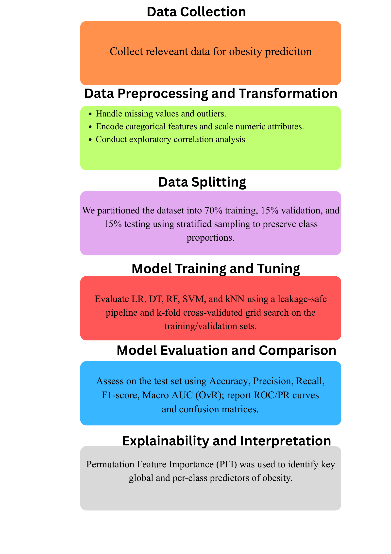 Data Collection
Collect releveant data for obesity prediciton
Data Preprocessing and Transformation
• Handle missing values and outliers.
• Encode categorical features and scale numeric attributes.
• Conduct exploratory correlation analysis
Data Splitting
We partitioned the dataset into 70% training, 15% validation, and
15% testing using stratified sampling to preserve class
proportions.
Model Training and Tuning
Evaluate LR, DT, RF, SVM, and kNN using a leakage-safe
pipeline and k-fold cross-validated grid search on the
training/validation sets.
Model Evaluation and Comparison
Assess on the test set using Accuracy, Precision, Recall,
F1-score, Macro AUC (OvR); report ROC/PR curves
and confusion matrices.
Explainability and Interpretation
Permutation Feature Importance (PFI) was used to identify key
global and per-class predictors of obesity.